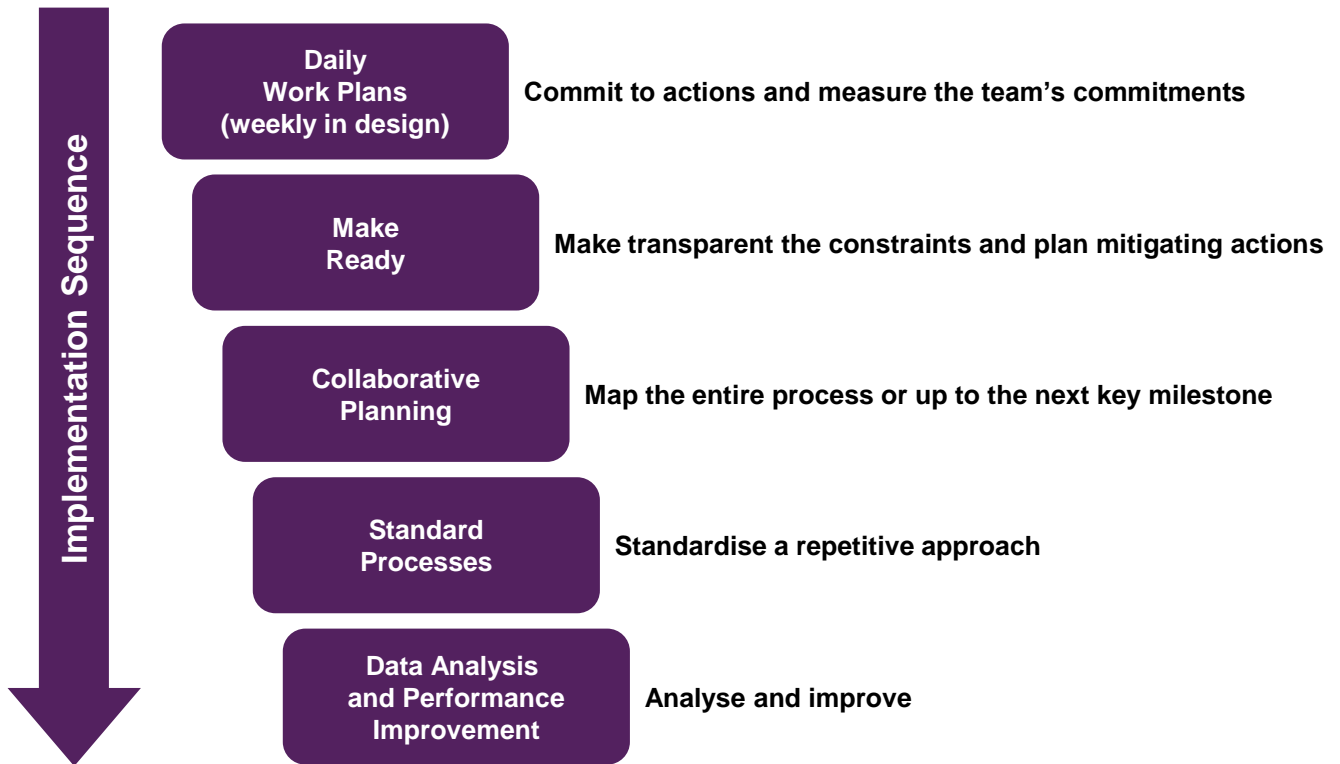 Implementation Sequence
Daily
Work Plans
(weekly in design)
Commit to actions and measure the team’s commitments
Make
Ready
Make transparent the constraints and plan mitigating actions
Collaborative
Planning
Map the entire process or up to the next key milestone
Standard
Processes
Standardise a repetitive approach
Data Analysis
and Performance
Improvement
Analyse and improve